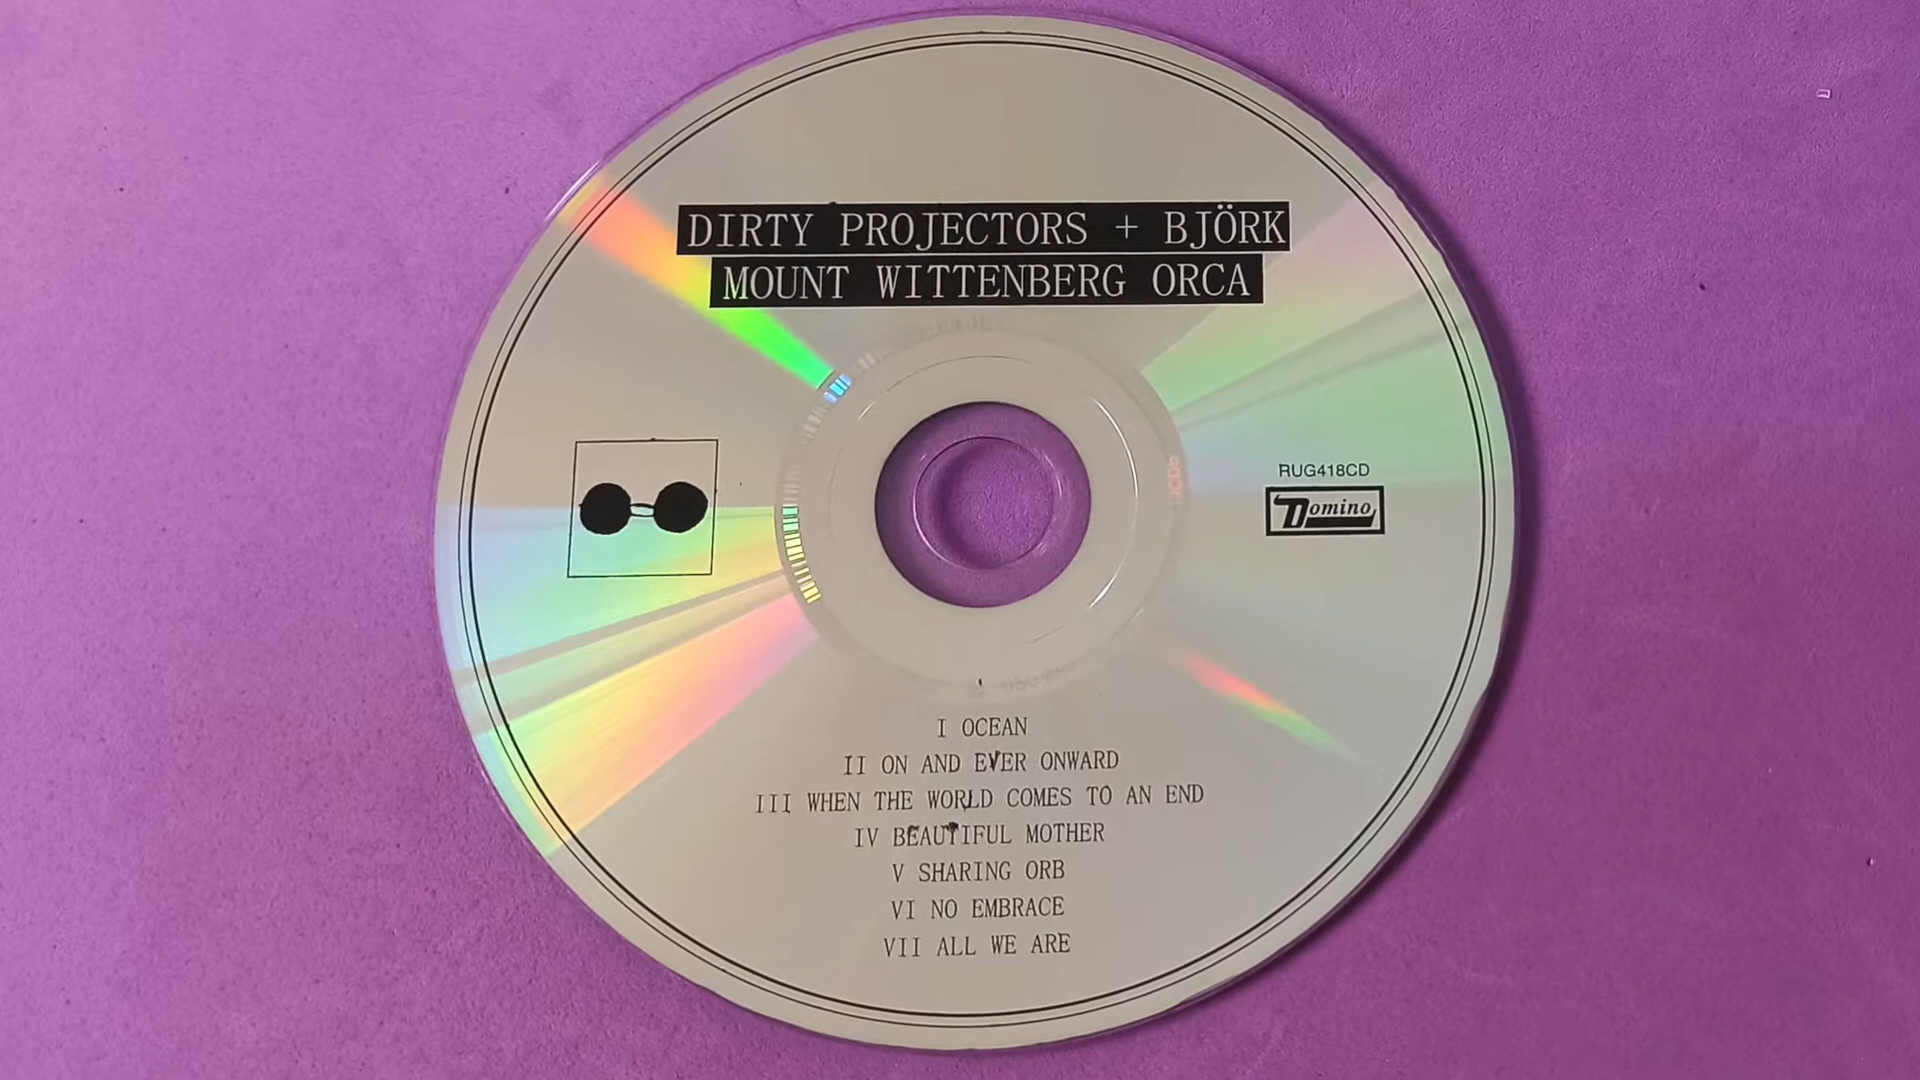 DIRTY PROJECTORS + BJÖRK
MOUNT WITTENBERG ORCA
RUG418CD
Domino
I OCEAN
II ON AND EVER ONWARD
III WHEN THE WORLD COMES TO AN END
IV BEAUTIFUL MOTHER
V SHARING ORB
VI NO EMBRACE
VII ALL WE ARE